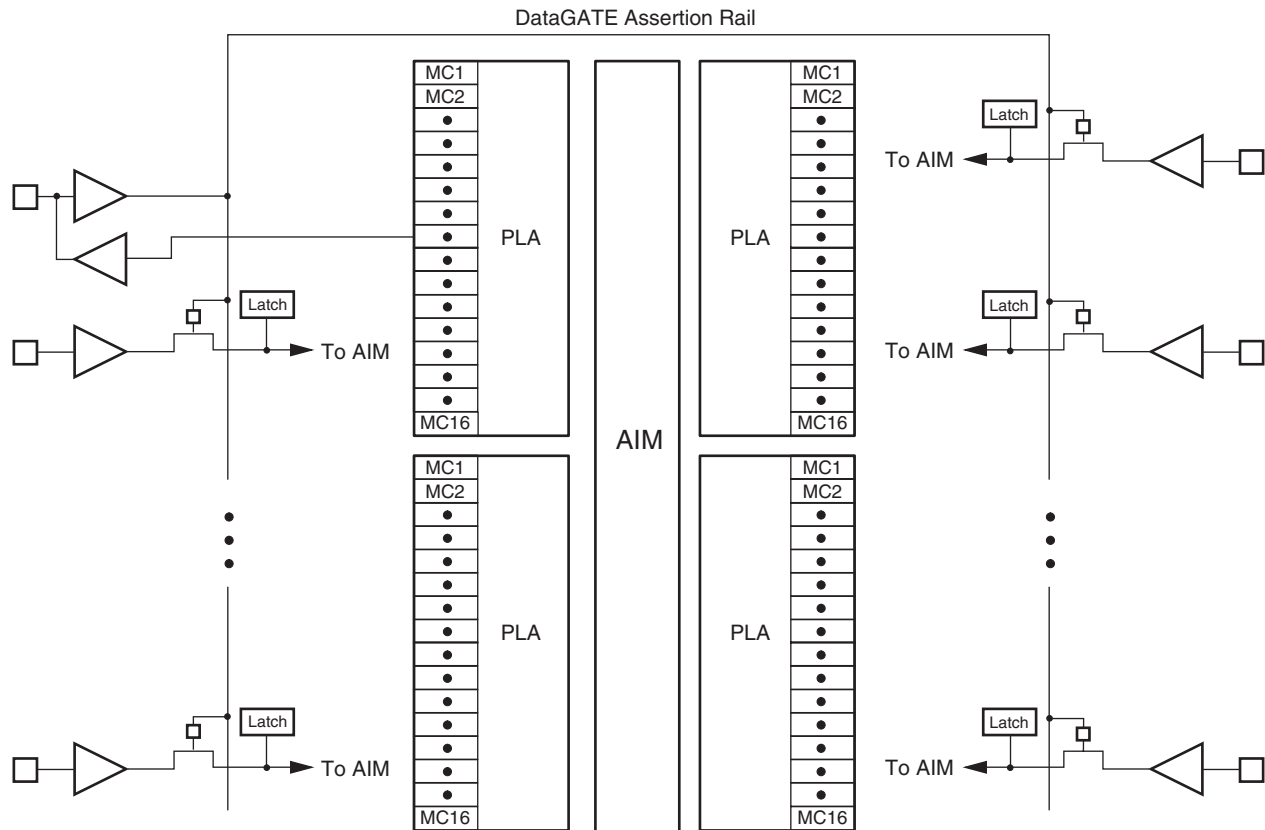 DataGATE Assertion Rail
MC1
MC2
PLA
MC16
MC1
MC2
PLA
MC16
Latch
To AIM
Latch
To AIM
AIM
MC1
MC2
PLA
MC16
MC1
MC2
PLA
MC16
Latch
To AIM
Latch
To AIM
Latch
To AIM